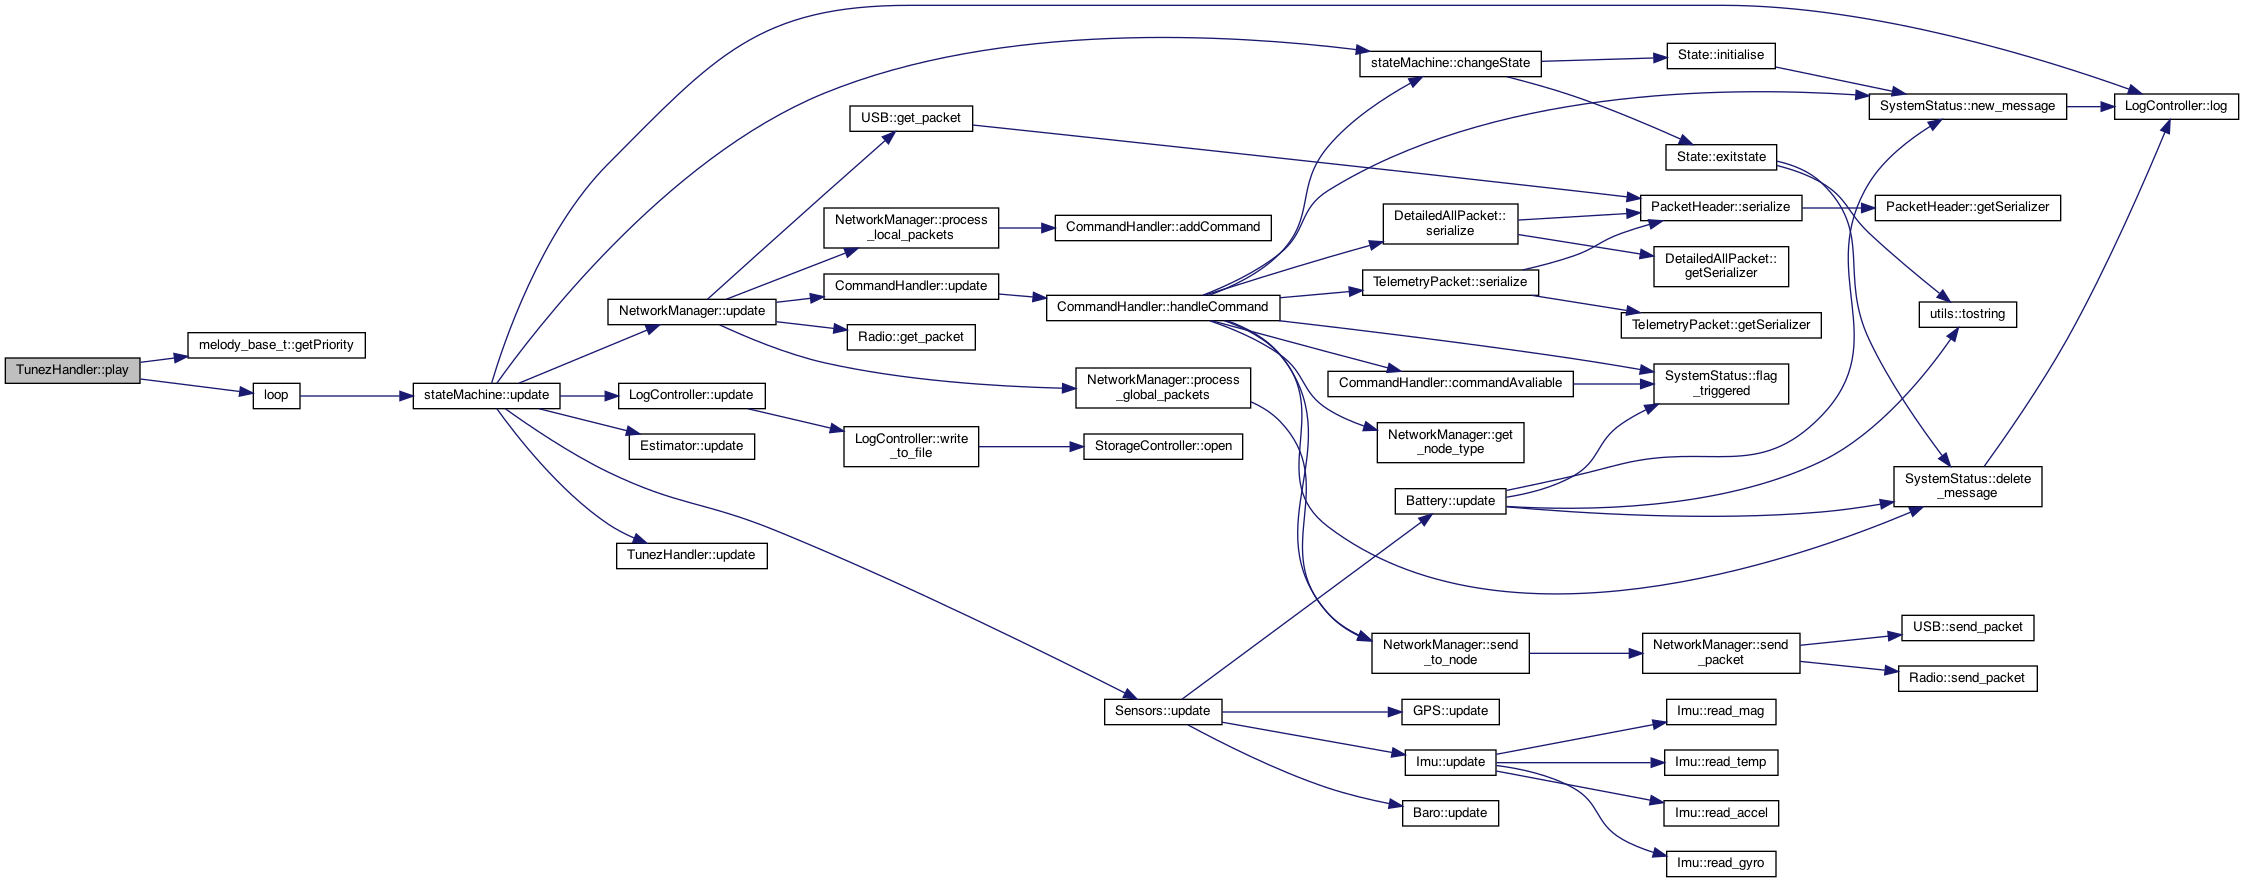 TunezHandler::play
melody_base_t::getPriority
loop
stateMachine::update
NetworkManager::update
LogController::update
Estimator::update
TunezHandler::update
USB::get_packet
NetworkManager::process
_local_packets
CommandHandler::update
Radio::get_packet
LogController::write
_to_file
CommandHandler::addCommand
CommandHandler::handleCommand
NetworkManager::process
_global_packets
StorageController::open
Sensors::update
stateMachine::changeState
DetailedAllPacket::
serialize
TelemetryPacket::serialize
CommandHandler::commandAvaliable
NetworkManager::get
_node_type
Battery::update
NetworkManager::send
_to_node
GPS::update
Imu::update
Baro::update
State::initialise
State::exitstate
PacketHeader::serialize
DetailedAllPacket::
getSerializer
TelemetryPacket::getSerializer
SystemStatus::flag
_triggered
NetworkManager::send
_packet
Imu::read_mag
Imu::read_temp
Imu::read_accel
Imu::read_gyro
SystemStatus::new_message
PacketHeader::getSerializer
utils::tostring
SystemStatus::delete
_message
USB::send_packet
Radio::send_packet
LogController::log